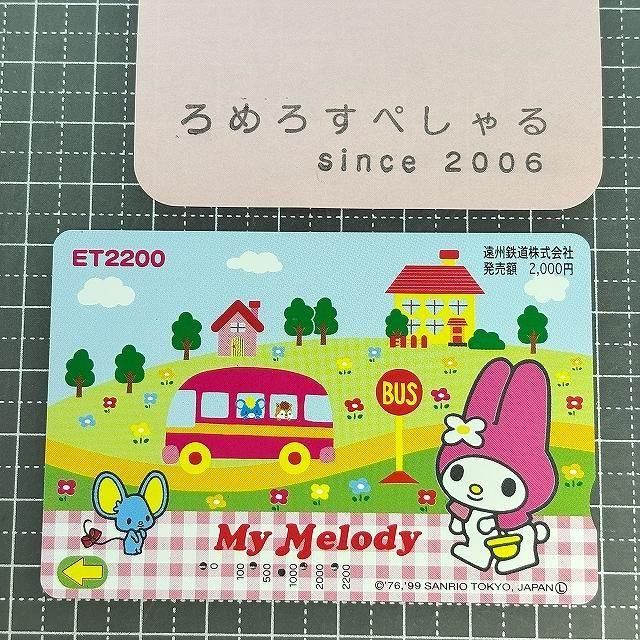 ろめろすぺしゃる
since 2006
ET2200
遠州鉄道株式会社
発売額 2,000円
BUS
My Melody
0 100 500 1000 2000 2200
©'76,'99 SANRIO TOKYO, JAPAN Ⓛ